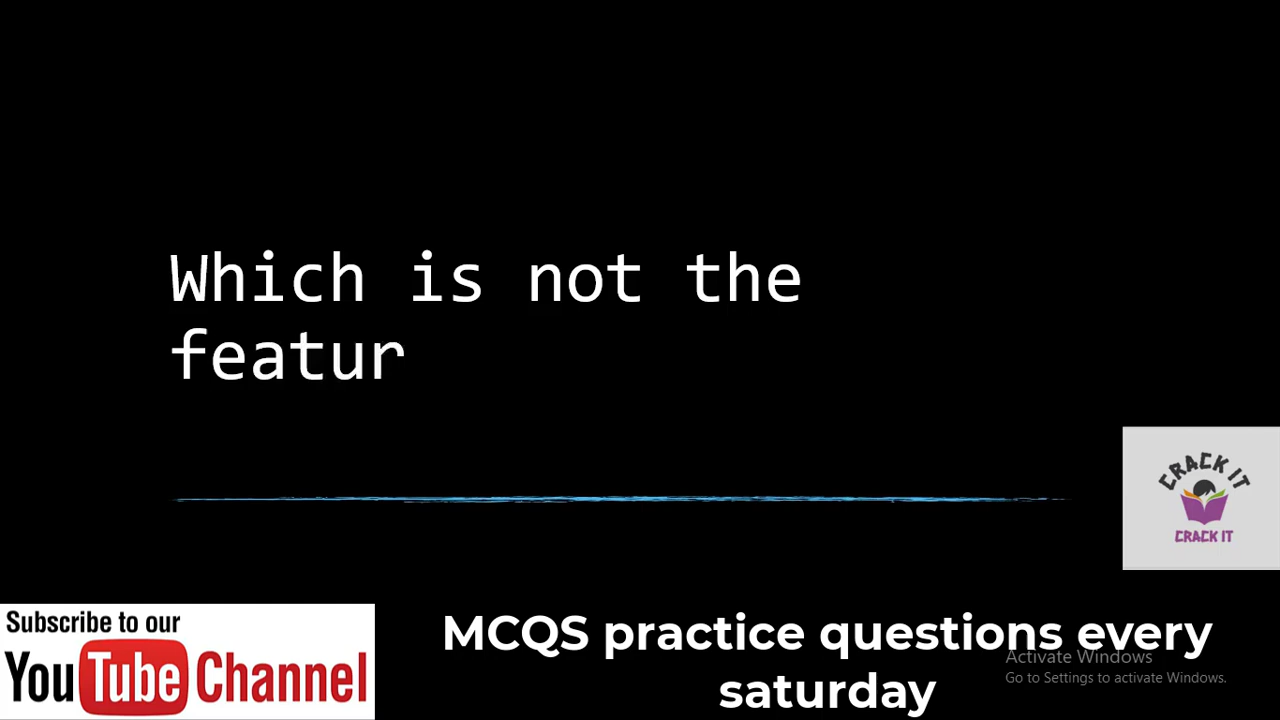 Which is not the
featur
CRACK IT
CRACK IT
Subscribe to our
YouTube Channel
MCQS practice questions every
saturday
Activate Windows
Go to Settings to activate Windows.